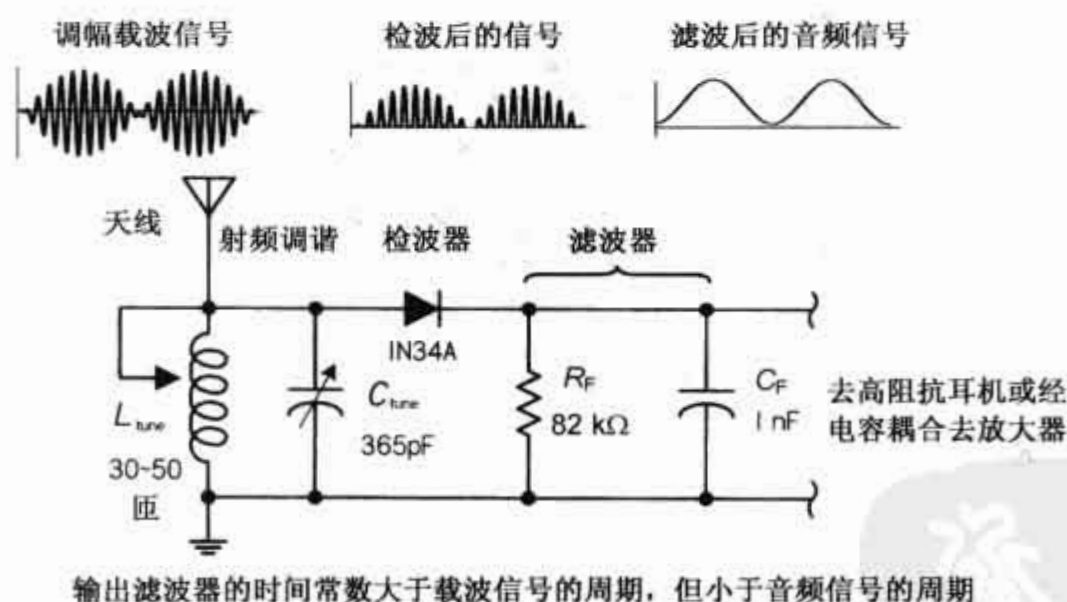 调幅载波信号 检波后的信号 滤波后的音频信号
天线 射频调谐 检波器 滤波器
IN34A
L tune
30~50
匝
C tune
365pF
R F
82 kΩ
C F
1 nF
去高阻抗耳机或经
电容耦合去放大器
输出滤波器的时间常数大于载波信号的周期，但小于音频信号的周期